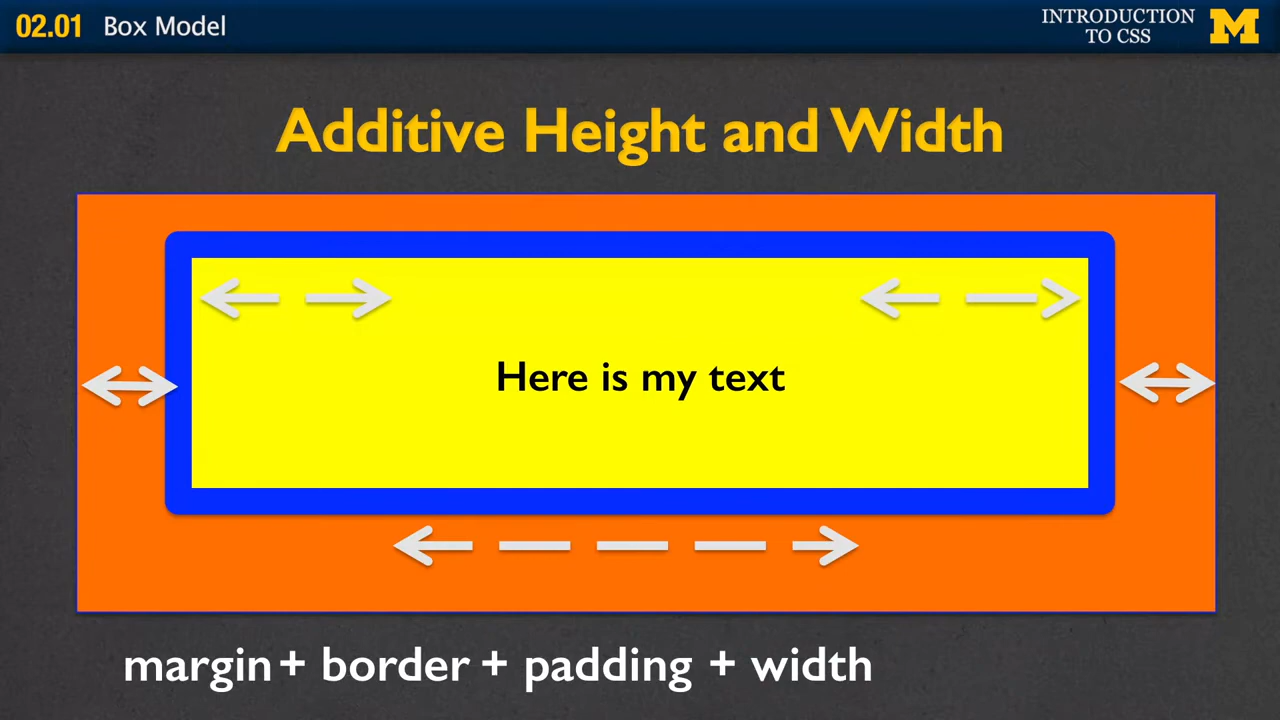 02.01 Box Model
INTRODUCTION
TO CSS
M
Additive Height and Width
Here is my text
margin + border + padding + width